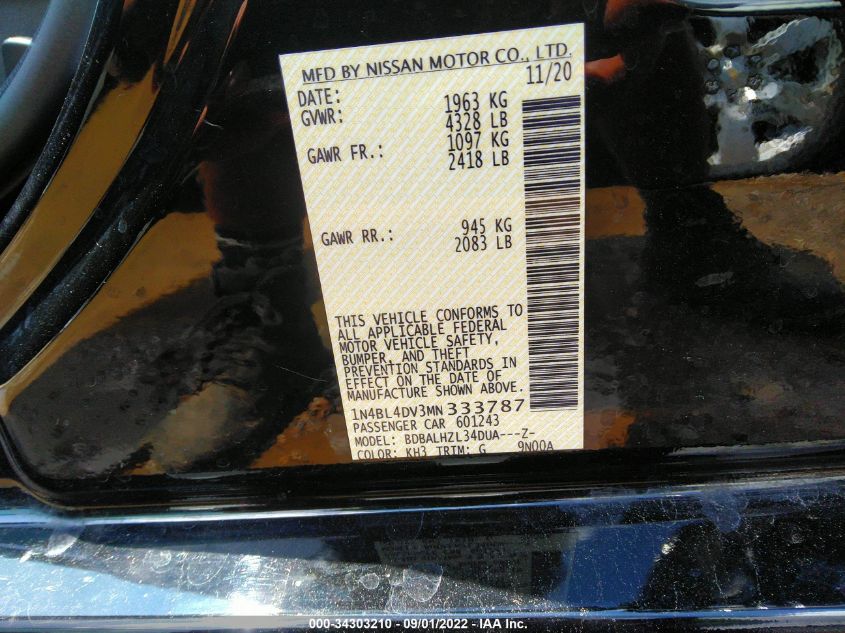 MFD BY NISSAN MOTOR CO., LTD.
DATE: 11/20
GVWR: 1963 KG
4328 LB
GAWR FR.: 1097 KG
2418 LB
GAWR RR.: 945 KG
2083 LB
THIS VEHICLE CONFORMS TO
ALL APPLICABLE FEDERAL
MOTOR VEHICLE SAFETY,
BUMPER, AND THEFT
PREVENTION STANDARDS IN
EFFECT ON THE DATE OF
MANUFACTURE SHOWN ABOVE.
1N4BL4DV3MN 333787
PASSENGER CAR 601243
MODEL: BDBALHZL34DUA---Z-
COLOR: KH3 TRIM: G 9N00A
000-34303210 - 09/01/2022 - IAA Inc.